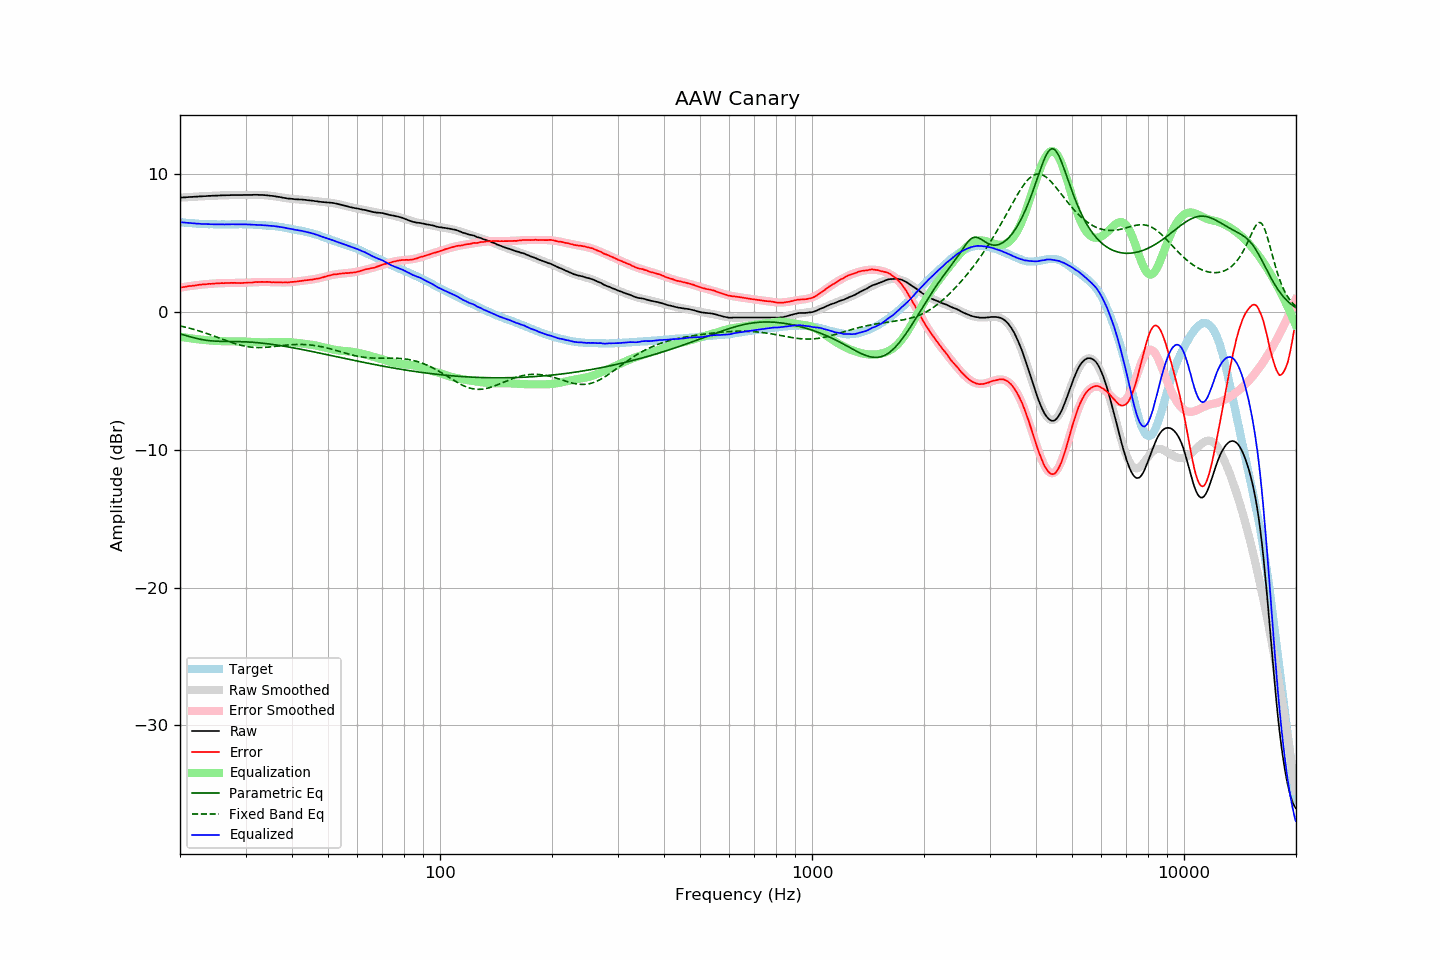 AAW Canary
10
0
−10
−20
−30
Amplitude (dBr)
100
1000
10000
Frequency (Hz)
Target
Raw Smoothed
Error Smoothed
Raw
Error
Equalization
Parametric Eq
Fixed Band Eq
Equalized